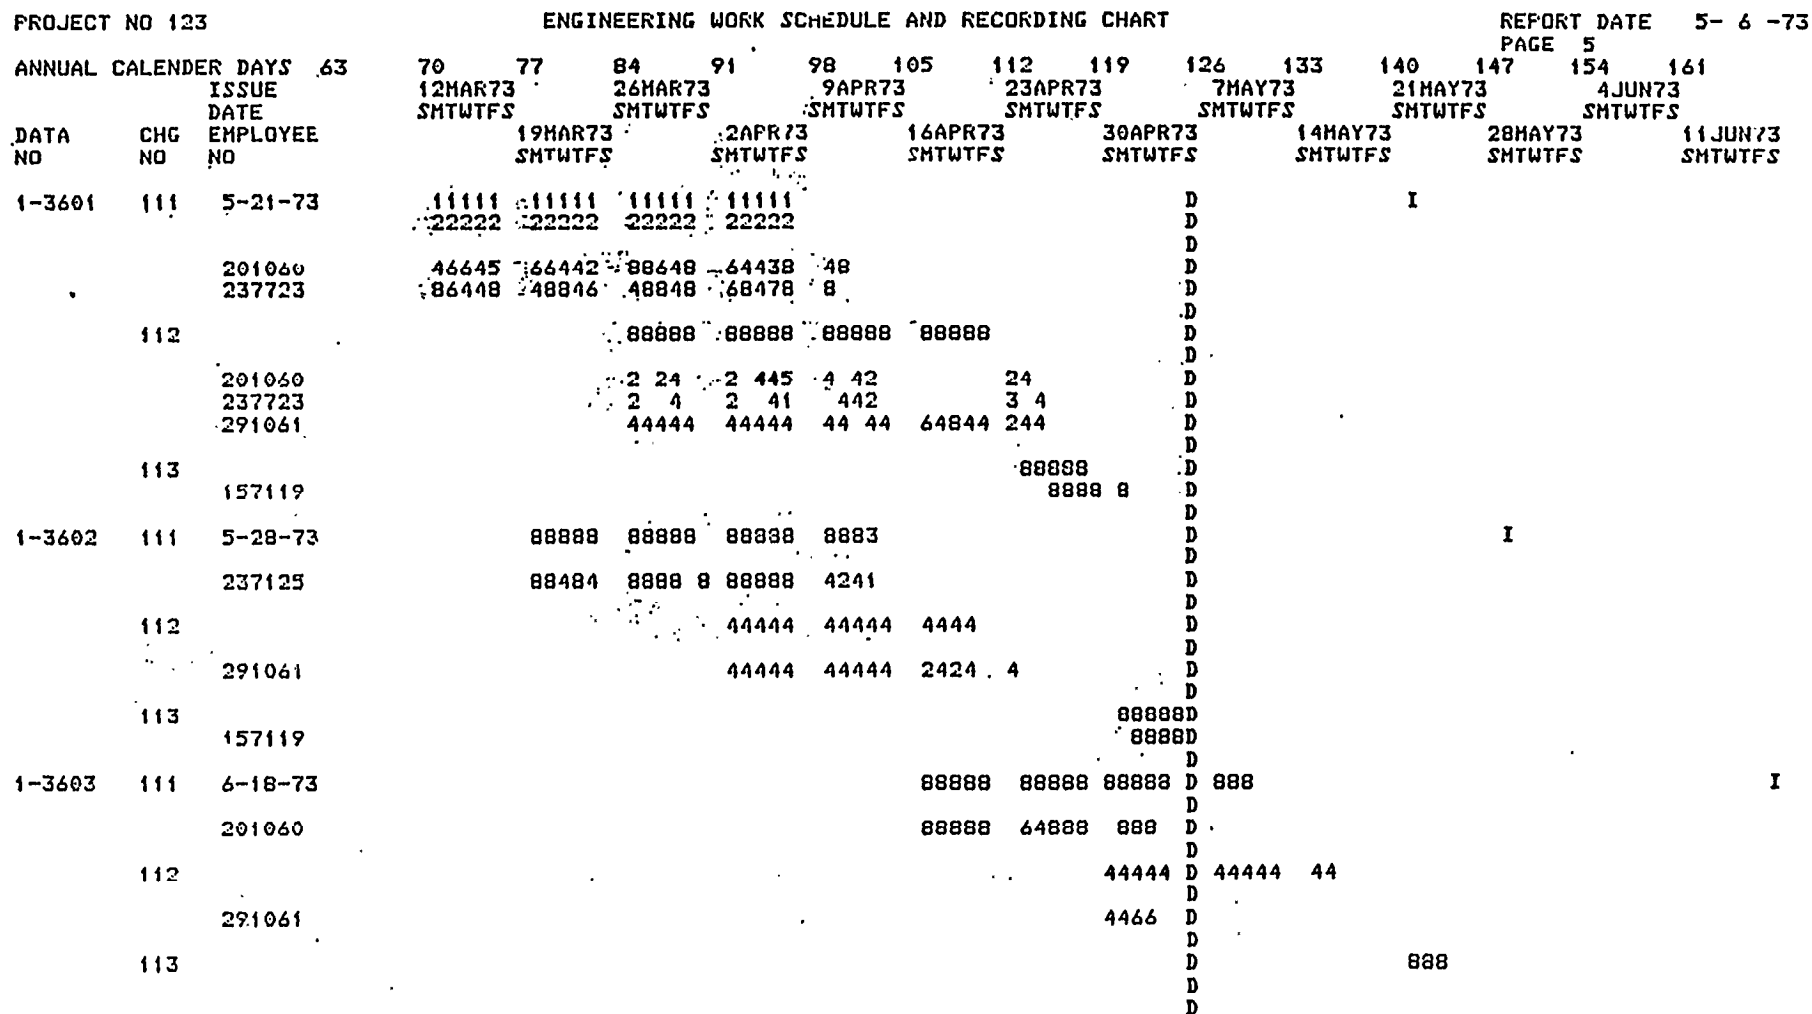 PROJECT NO 123 ENGINEERING WORK SCHEDULE AND RECORDING CHART REPORT DATE 5- 6 -73
PAGE 5
ANNUAL CALENDER DAYS 63 70 77 84 91 98 105 112 119 126 133 140 147 154 161
ISSUE 12MAR73 26MAR73 9APR73 23APR73 7MAY73 21MAY73 4JUN73
DATE SMTWTFS SMTWTFS SMTWTFS SMTWTFS SMTWTFS SMTWTFS SMTWTFS
DATA CHG EMPLOYEE 19MAR73 2APR73 16APR73 30APR73 14MAY73 28MAY73 11JUN73
NO NO NO SMTWTFS SMTWTFS SMTWTFS SMTWTFS SMTWTFS SMTWTFS SMTWTFS
1-3601 111 5-21-73 11111 11111 11111 11111 D I
22222 22222 22222 22222 D
D
201060 46645 66442 88648 64438 48 D
237723 86448 48846 48848 68478 8 D
D
112 88888 88888 88888 88888 D
D
201060 2 24 2 445 4 42 24 D
237723 2 4 2 41 442 3 4 D
291061 44444 44444 44 44 64844 244 D
D
113 88888 D
157119 8888 8 D
D
1-3602 111 5-28-73 88888 88888 88888 8883 D I
D
237125 88484 8888 8 88888 4241 D
D
112 44444 44444 4444 D
D
291061 44444 44444 2424 4 D
D
113 88888D
157119 8888D
D
1-3603 111 6-18-73 88888 88888 88888 D 888 I
D
201060 88888 64888 888 D
D
112 44444 D 44444 44
D
291061 4466 D
D
113 D 888
D
D